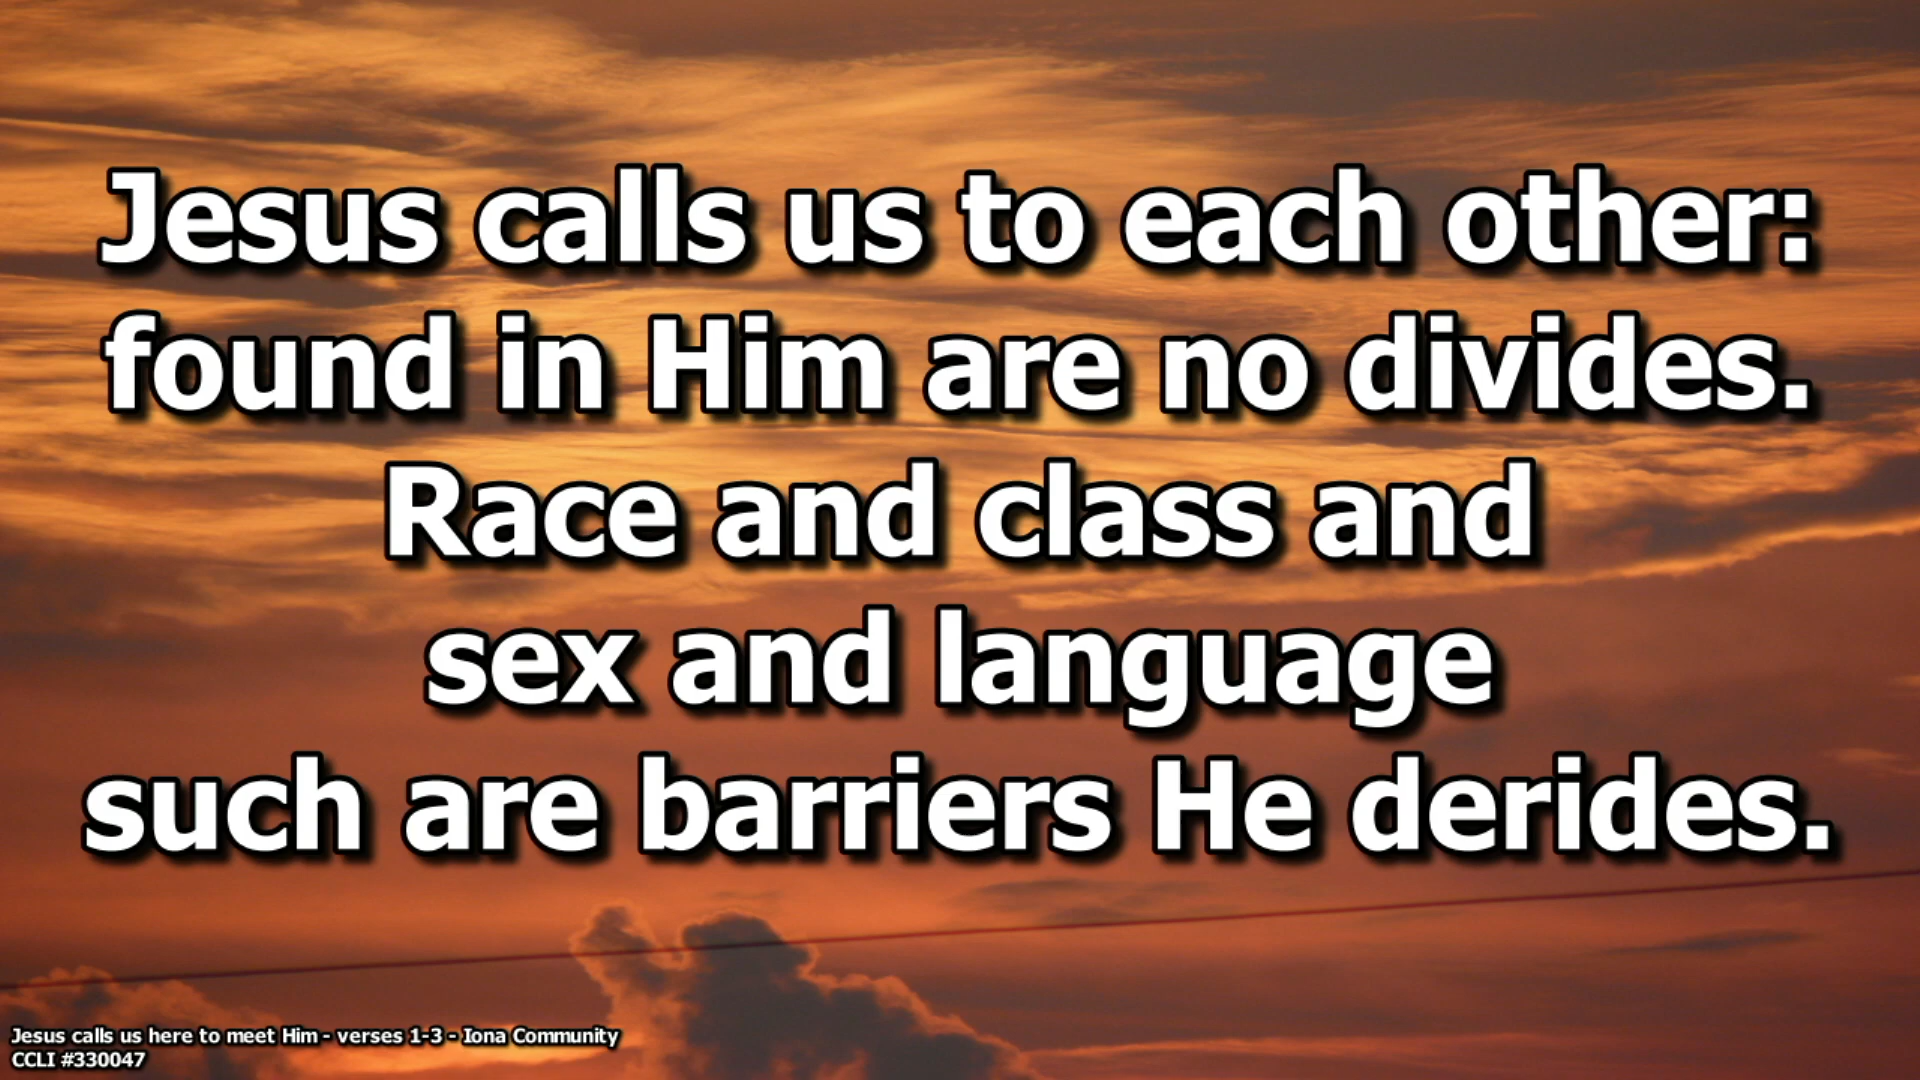 Jesus calls us to each other:
found in Him are no divides.
Race and class and
sex and language
such are barriers He derides.
Jesus calls us here to meet Him - verses 1-3 - Iona Community
CCLI #330047